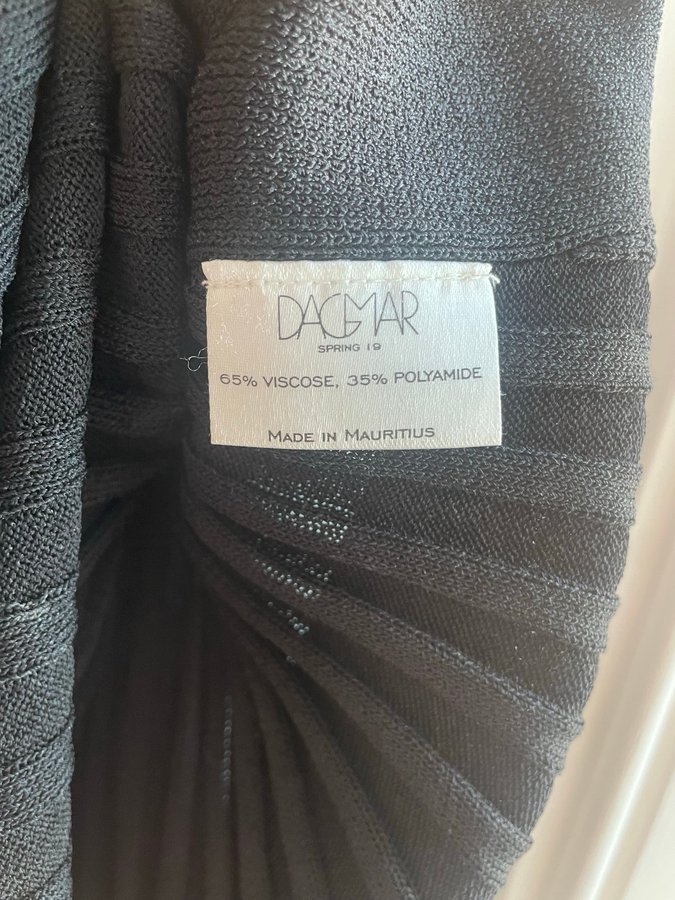 DAGMAR
SPRING 19
65% VISCOSE, 35% POLYAMIDE
MADE IN MAURITIUS